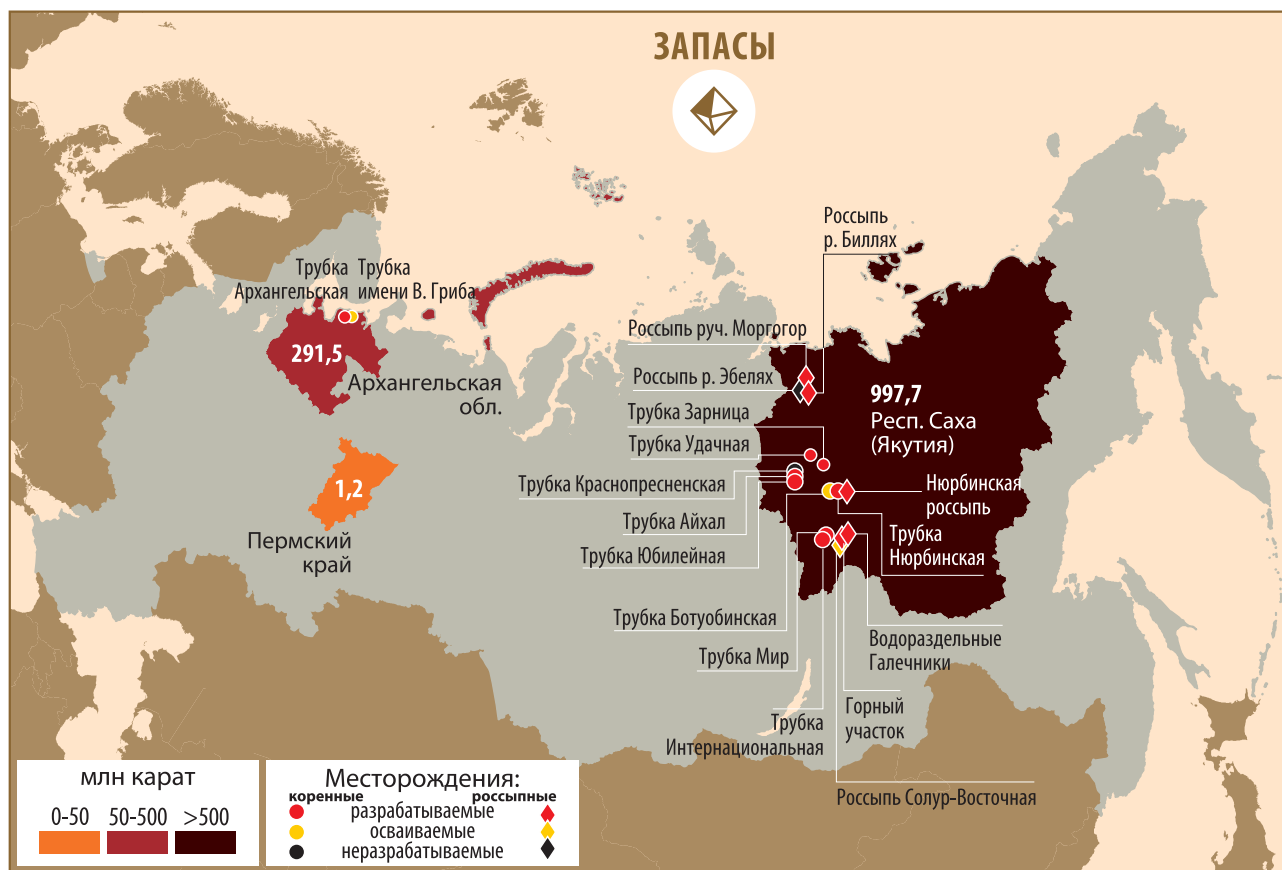 ЗАПАСЫ
Россыпь
р. Биллях
Трубка
Архангельская
Трубка
имени В. Гриба
Россыпь руч. Моргогор
291,5
Архангельская
обл.
Россыпь р. Эбелях
997,7
Респ. Саха
(Якутия)
Трубка Зарница
Трубка Удачная
1,2
Пермский
край
Трубка Краснопресненская
Нюрбинская
россыпь
Трубка Айхал
Трубка Юбилейная
Трубка
Нюрбинская
Трубка Ботуобинская
Водораздельные
Галечники
Трубка Мир
Трубка
Интернациональная
Горный
участок
Россыпь Солур-Восточная
млн карат
0-50 50-500 >500
Месторождения:
коренные россыпные
разрабатываемые
осваиваемые
неразрабатываемые